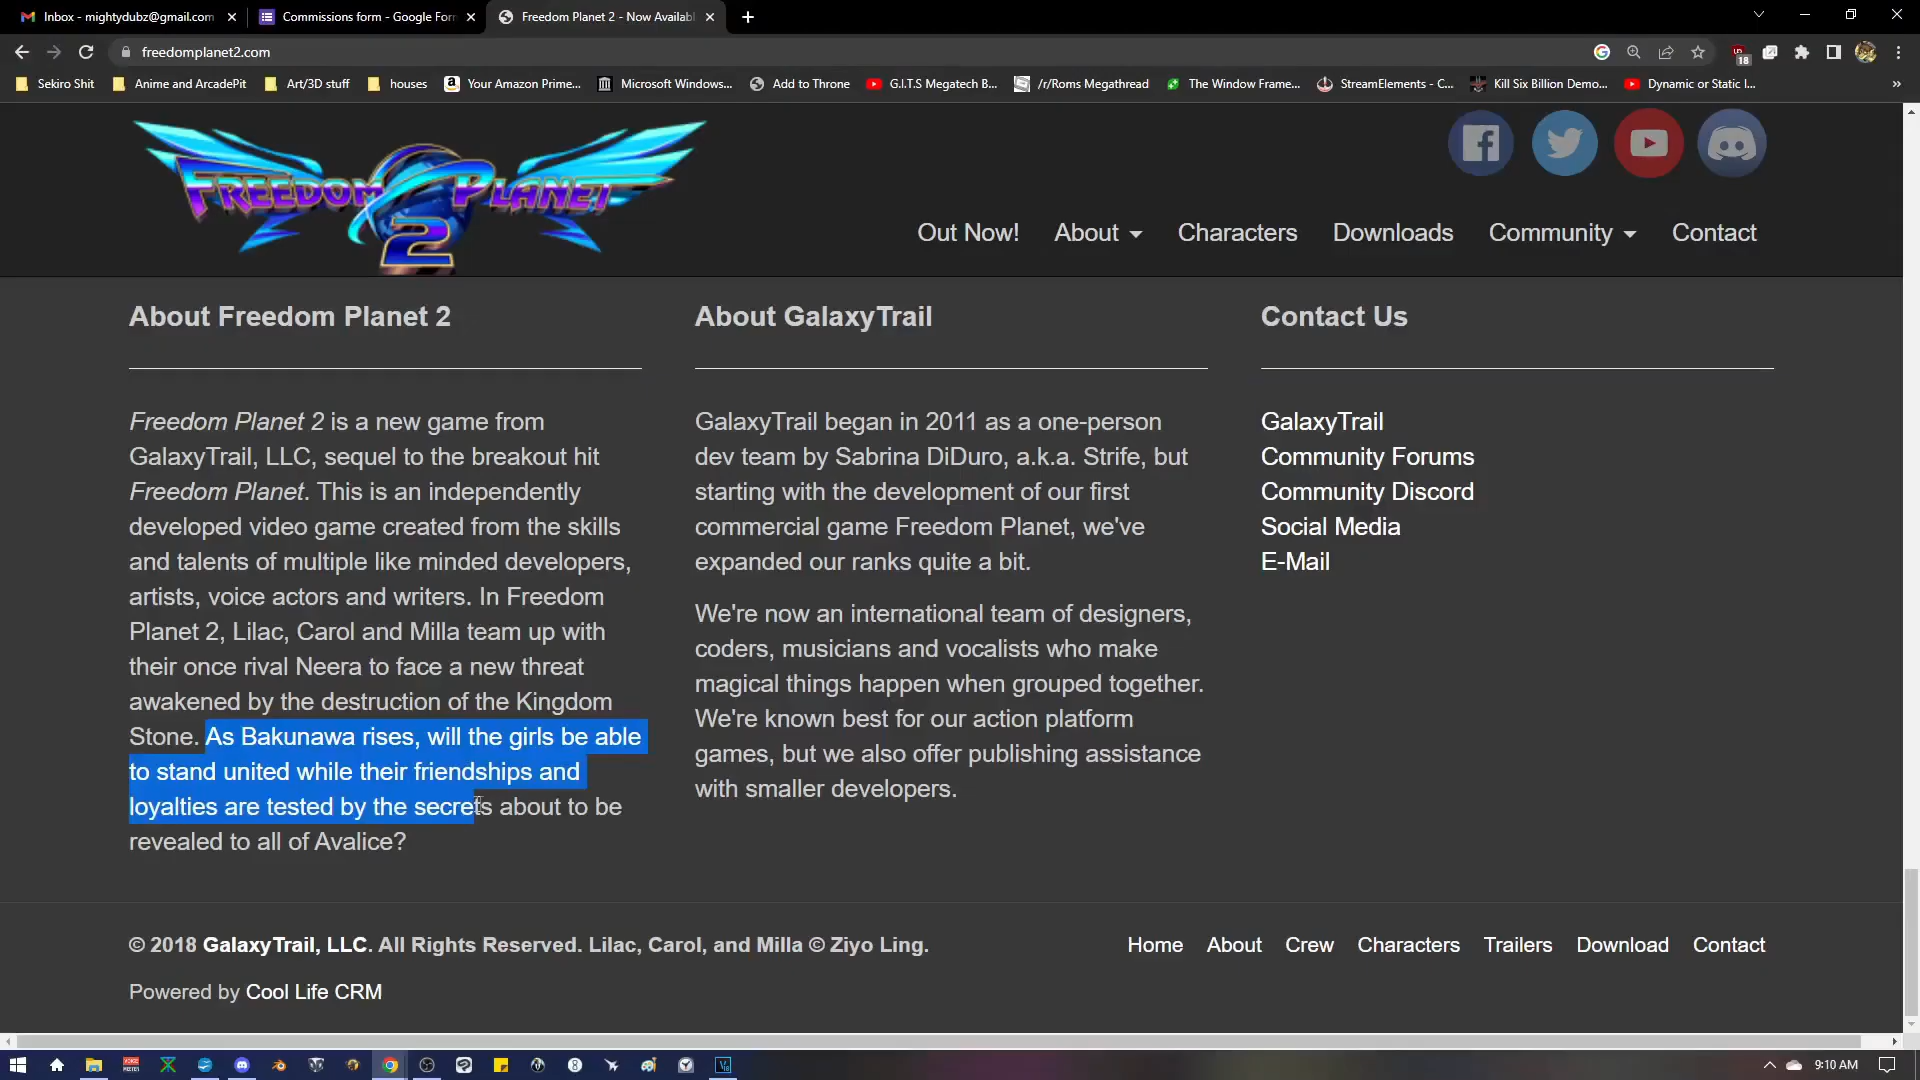 Inbox - mightydubz@gmail.com
Commissions form - Google For
Freedom Planet 2 - Now Availab
freedomplanet2.com
18
Sekiro Shit
Anime and ArcadePit
Art/3D stuff
houses
Your Amazon Prime...
Microsoft Windows...
Add to Throne
G.I.T.S Megatech B...
/r/Roms Megathread
The Window Frame...
StreamElements - C...
Kill Six Billion Demo...
Dynamic or Static I...
»
FREEDOM PLANET
2
Out Now!
About
Characters
Downloads
Community
Contact
About Freedom Planet 2
Freedom Planet 2 is a new game from
GalaxyTrail, LLC, sequel to the breakout hit
Freedom Planet. This is an independently
developed video game created from the skills
and talents of multiple like minded developers,
artists, voice actors and writers. In Freedom
Planet 2, Lilac, Carol and Milla team up with
their once rival Neera to face a new threat
awakened by the destruction of the Kingdom
Stone. As Bakunawa rises, will the girls be able
to stand united while their friendships and
loyalties are tested by the secrets about to be
revealed to all of Avalice?
About GalaxyTrail
GalaxyTrail began in 2011 as a one-person
dev team by Sabrina DiDuro, a.k.a. Strife, but
starting with the development of our first
commercial game Freedom Planet, we've
expanded our ranks quite a bit.
We're now an international team of designers,
coders, musicians and vocalists who make
magical things happen when grouped together.
We're known best for our action platform
games, but we also offer publishing assistance
with smaller developers.
Contact Us
GalaxyTrail
Community Forums
Community Discord
Social Media
E-Mail
© 2018 GalaxyTrail, LLC. All Rights Reserved. Lilac, Carol, and Milla © Ziyo Ling.
Home
About
Crew
Characters
Trailers
Download
Contact
Powered by Cool Life CRM
9:10 AM